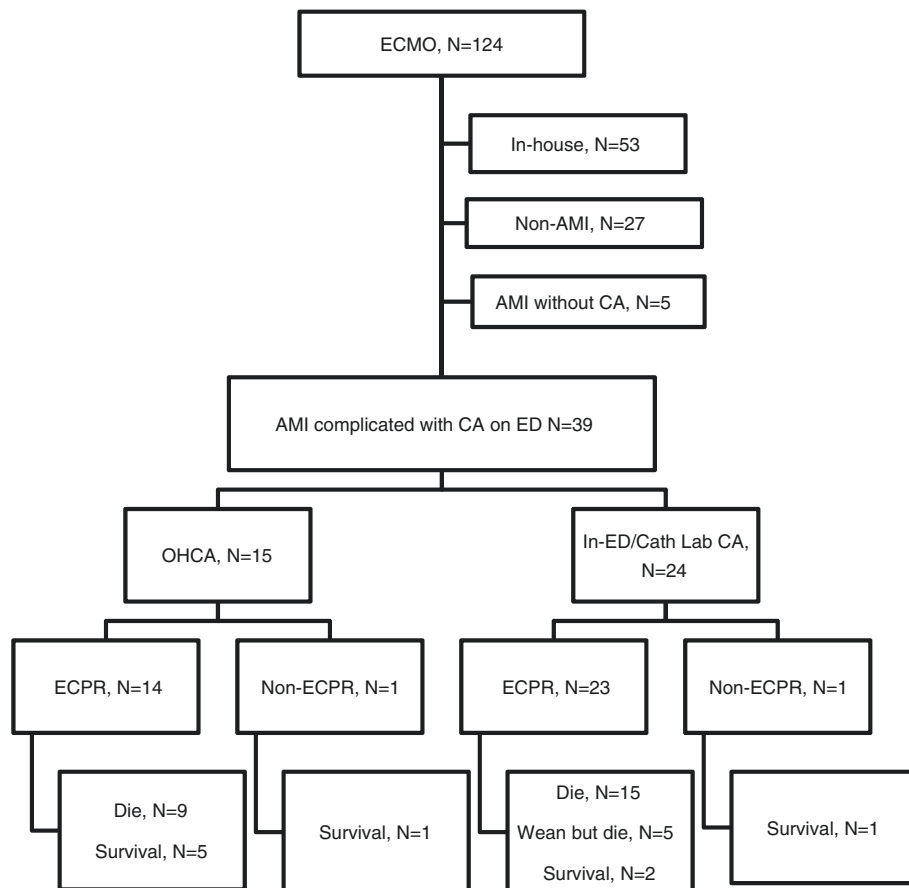 ECMO, N=124
In-house, N=53
Non-AMI, N=27
AMI without CA, N=5
AMI complicated with CA on ED N=39
OHCA, N=15
In-ED/Cath Lab CA,
N=24
ECPR, N=14
Non-ECPR, N=1
ECPR, N=23
Non-ECPR, N=1
Die, N=9
Survival, N=5
Survival, N=1
Die, N=15
Wean but die, N=5
Survival, N=2
Survival, N=1